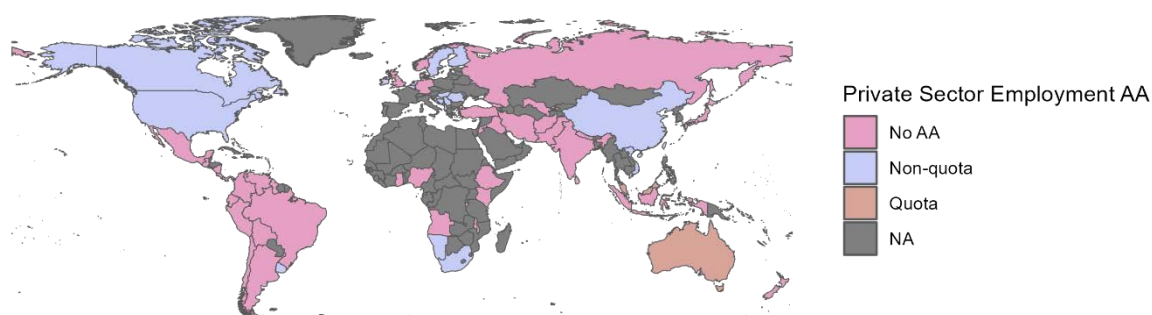 Private Sector Employment AA
No AA
Non-quota
Quota
NA